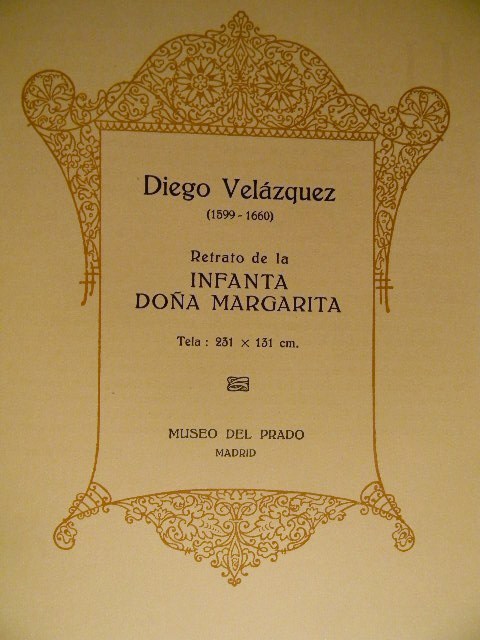 Diego Velázquez
(1599-1660)
Retrato de la
INFANTA
DOÑA MARGARITA
Tela : 231 × 131 cm.
MUSEO DEL PRADO
MADRID